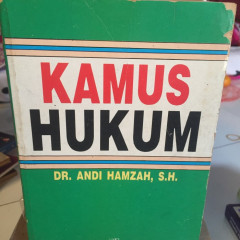 KAMUS
HUKUM
DR. ANDI HAMZAH, S.H.